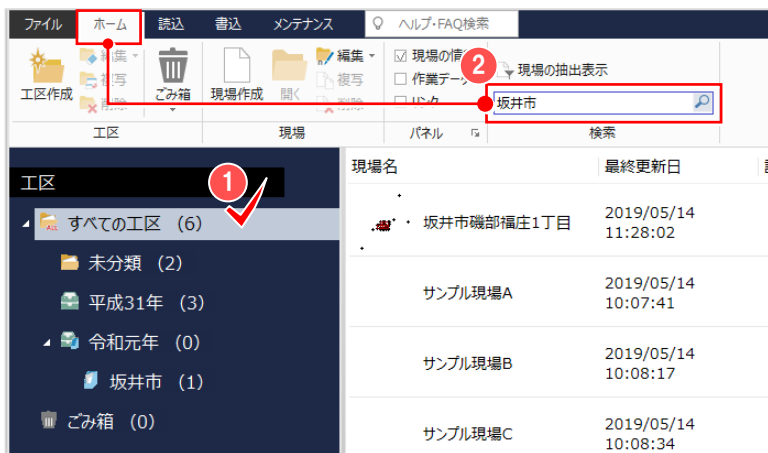 ファイル ホーム 読込 書込 メンテナンス ヘルプ・FAQ検索
編集 編集 現場の情
2 現場の抽出表示
複写 複写 作業データ
工区作成 ごみ箱 現場作成 開く
削除 削除 リンク 坂井市
工区 現場 パネル 検索
工区 1
現場名 最終更新日
すべての工区 (6)
未分類 (2)
平成31年 (3)
令和元年 (0)
坂井市 (1)
ごみ箱 (0)
坂井市磯部福庄1丁目 2019/05/14
11:28:02
サンプル現場A 2019/05/14
10:07:41
サンプル現場B 2019/05/14
10:08:17
サンプル現場C 2019/05/14
10:08:34